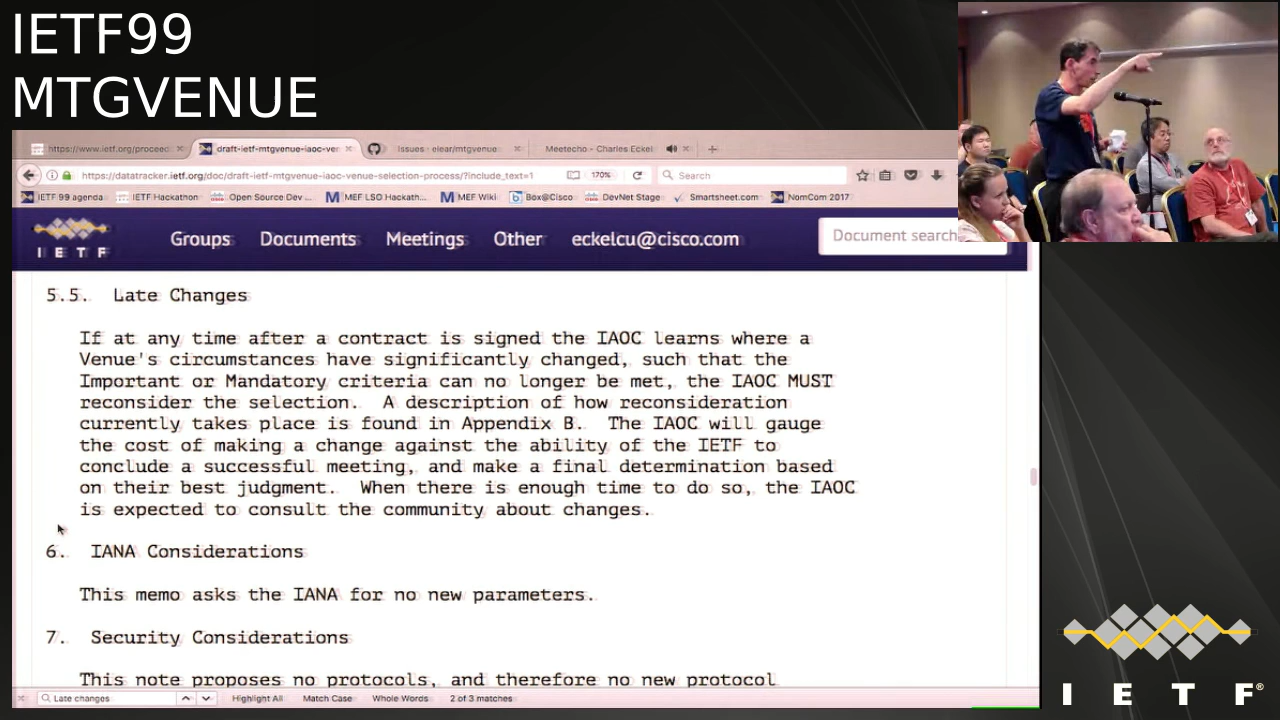 IETF99
MTGVENUE
https://www.ietf.org/proceed
draft-ietf-mtgvenue-iaoc-ver
Issues · elear/mtgvenue
Meetecho - Charles Eckel
https://datatracker.ietf.org/doc/draft-ietf-mtgvenue-iaoc-venue-selection-process/?include_text=1
170%
Search
IETF 99 agenda
IETF Hackathon
Open Source Dev ...
MEF LSO Hackath...
MEF Wiki
Box@Cisco
DevNet Stage
Smartsheet.com
NomCom 2017
I E T F
Groups
Documents
Meetings
Other
eckelcu@cisco.com
Document search
5.5. Late Changes
If at any time after a contract is signed the IAOC learns where a
Venue's circumstances have significantly changed, such that the
Important or Mandatory criteria can no longer be met, the IAOC MUST
reconsider the selection. A description of how reconsideration
currently takes place is found in Appendix B. The IAOC will gauge
the cost of making a change against the ability of the IETF to
conclude a successful meeting, and make a final determination based
on their best judgment. When there is enough time to do so, the IAOC
is expected to consult the community about changes.
6. IANA Considerations
This memo asks the IANA for no new parameters.
7. Security Considerations
This note proposes no protocols, and therefore no new protocol
Late changes
Highlight All
Match Case
Whole Words
2 of 3 matches
I E T F®